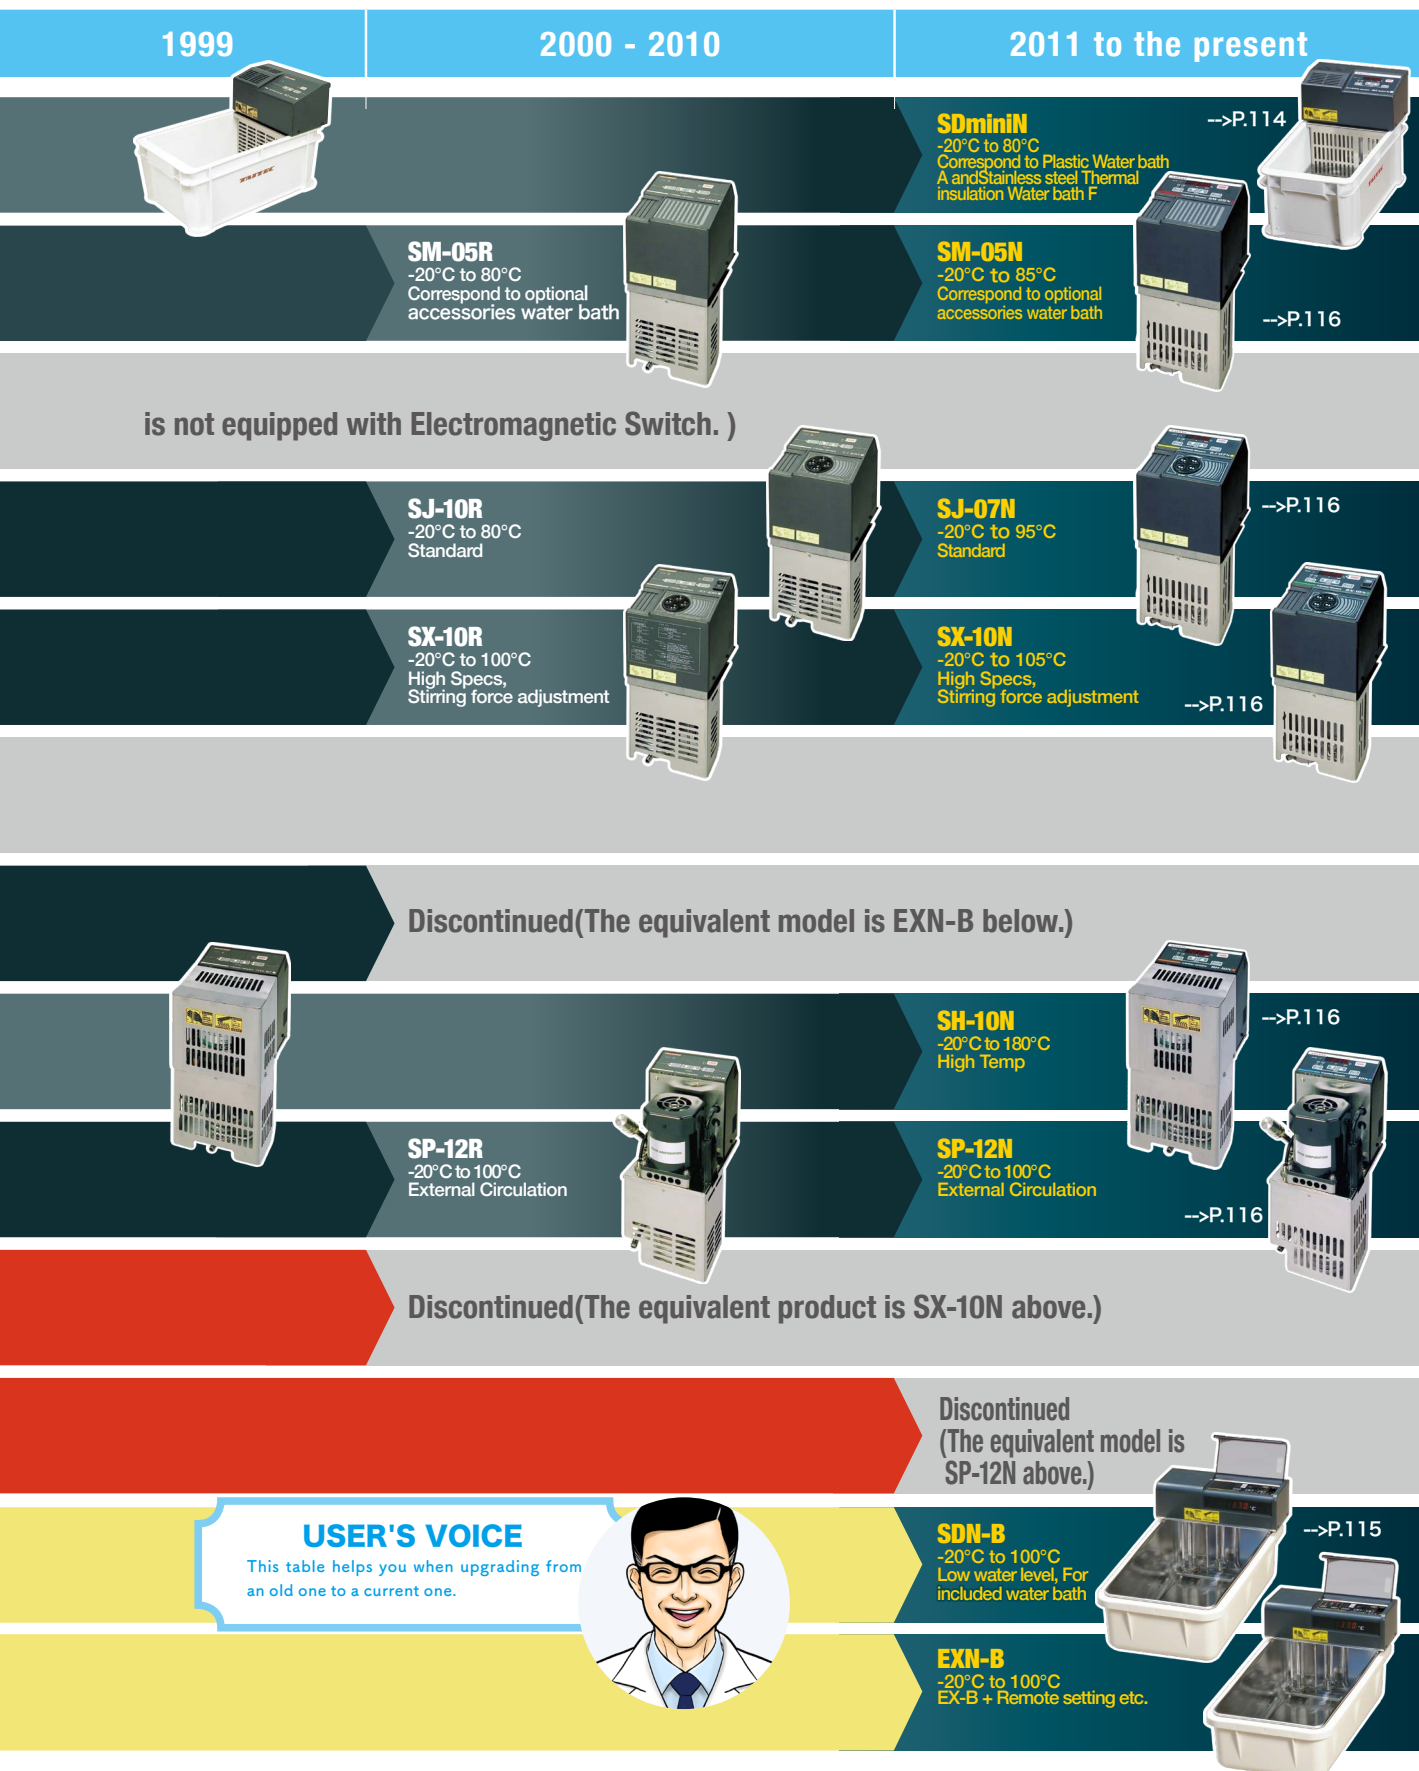 1999
2000 - 2010
2011 to the present
TAITEC
SDminiN
-20°C to 80°C
Correspond to Plastic Water bath
A andStainless steel Thermal
insulation Water bath F
-->P.114
SM-05R
-20°C to 80°C
Correspond to optional
accessories water bath
SM-05N
-20°C to 85°C
Correspond to optional
accessories water bath
-->P.116
is not equipped with Electromagnetic Switch. )
SJ-10R
-20°C to 80°C
Standard
SJ-07N
-20°C to 95°C
Standard
-->P.116
SX-10R
-20°C to 100°C
High Specs,
Stirring force adjustment
SX-10N
-20°C to 105°C
High Specs,
Stirring force adjustment
-->P.116
Discontinued(The equivalent model is EXN-B below.)
SH-10N
-20°C to 180°C
High Temp
-->P.116
SP-12R
-20°C to 100°C
External Circulation
SP-12N
-20°C to 100°C
External Circulation
-->P.116
Discontinued(The equivalent product is SX-10N above.)
Discontinued
(The equivalent model is
SP-12N above.)
USER'S VOICE
This table helps you when upgrading from
an old one to a current one.
SDN-B
-20°C to 100°C
Low water level, For
included water bath
-->P.115
EXN-B
-20°C to 100°C
EX-B + Remote setting etc.